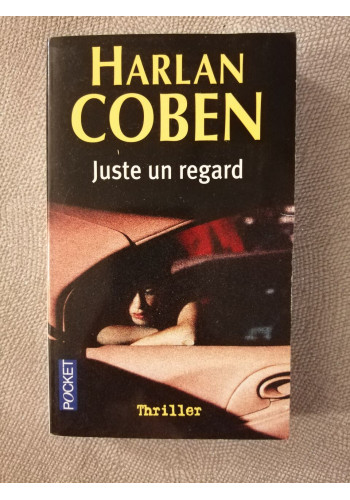 HARLAN
COBEN
Juste un regard
POCKET
Thriller